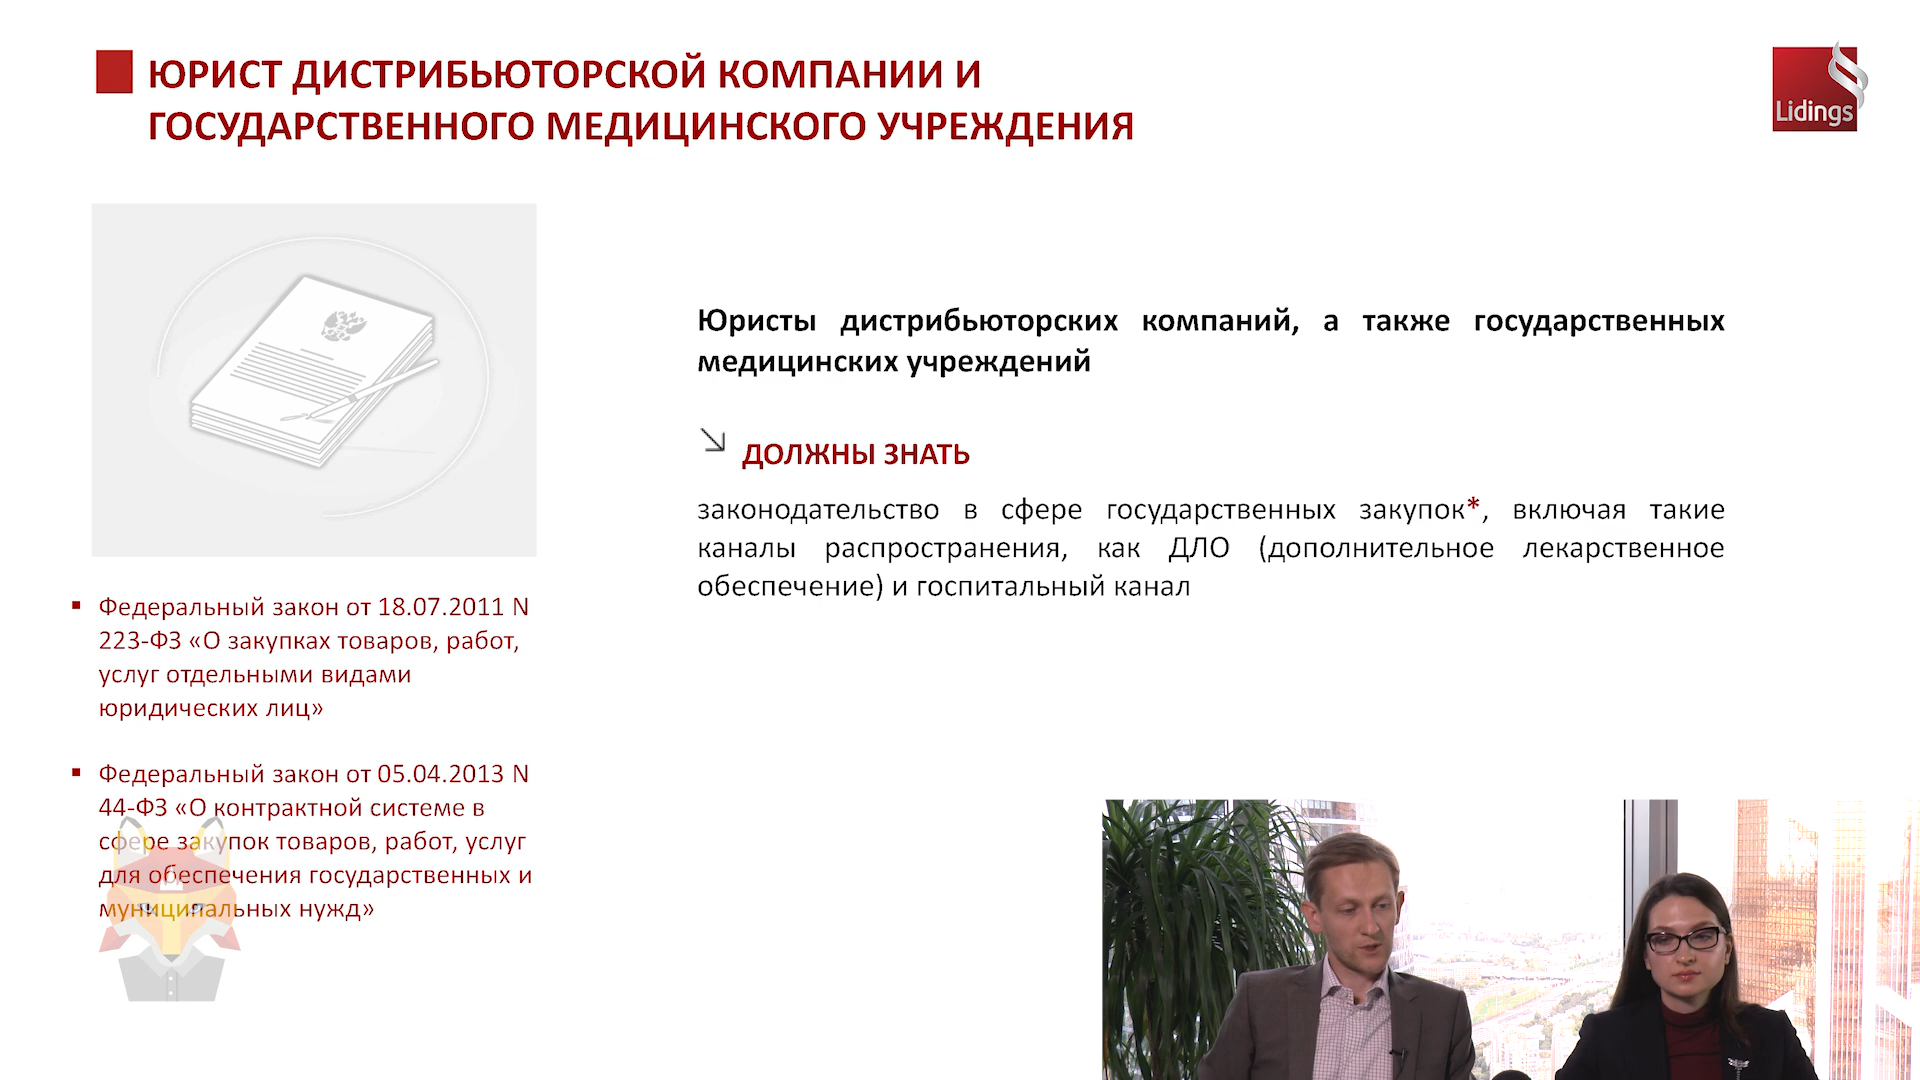 ЮРИСТ ДИСТРИБЬЮТОРСКОЙ КОМПАНИИ И
ГОСУДАРСТВЕННОГО МЕДИЦИНСКОГО УЧРЕЖДЕНИЯ
Lidings
Юристы дистрибьюторских компаний, а также государственных
медицинских учреждений
ДОЛЖНЫ ЗНАТЬ
законодательство в сфере государственных закупок*, включая такие
каналы распространения, как ДЛО (дополнительное лекарственное
обеспечение) и госпитальный канал
▪ Федеральный закон от 18.07.2011 N
223-ФЗ «О закупках товаров, работ,
услуг отдельными видами
юридических лиц»
▪ Федеральный закон от 05.04.2013 N
44-ФЗ «О контрактной системе в
сфере закупок товаров, работ, услуг
для обеспечения государственных и
муниципальных нужд»